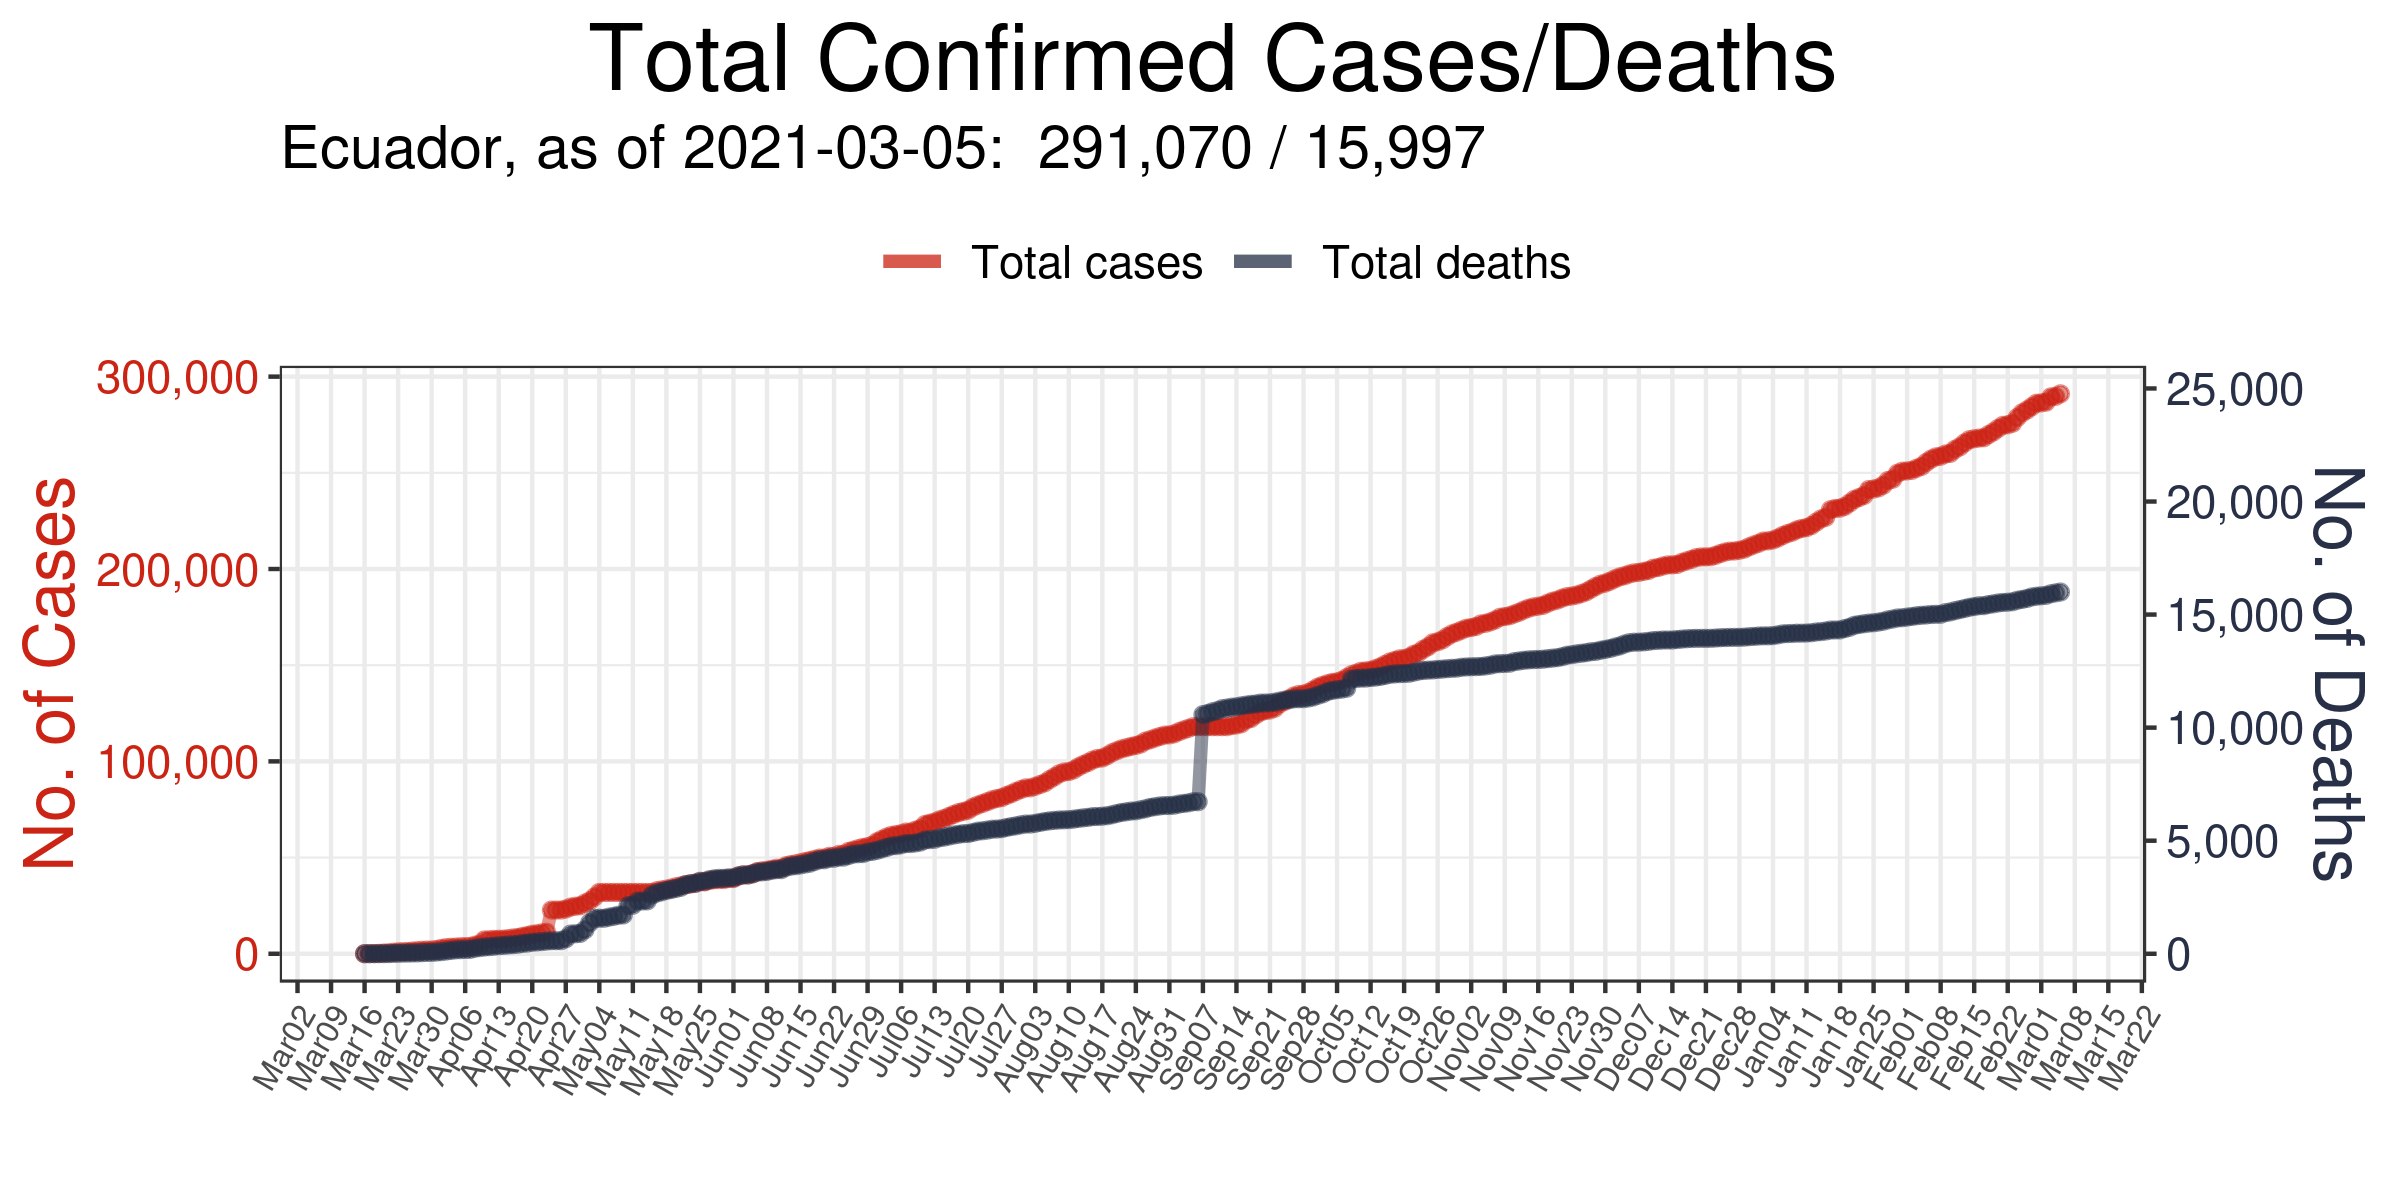 Total Confirmed Cases/Deaths
Ecuador, as of 2021-03-05:  291,070 / 15,997
Total cases
Total deaths
No. of Cases
300,000
200,000
100,000
0
25,000
20,000
15,000
10,000
5,000
0
No. of Deaths
Mar02
Mar09
Mar16
Mar23
Mar30
Apr06
Apr13
Apr20
Apr27
May04
May11
May18
May25
Jun01
Jun08
Jun15
Jun22
Jun29
Jul06
Jul13
Jul20
Jul27
Aug03
Aug10
Aug17
Aug24
Aug31
Sep07
Sep14
Sep21
Sep28
Oct05
Oct12
Oct19
Oct26
Nov02
Nov09
Nov16
Nov23
Nov30
Dec07
Dec14
Dec21
Dec28
Jan04
Jan11
Jan18
Jan25
Feb01
Feb08
Feb15
Feb22
Mar01
Mar08
Mar15
Mar22